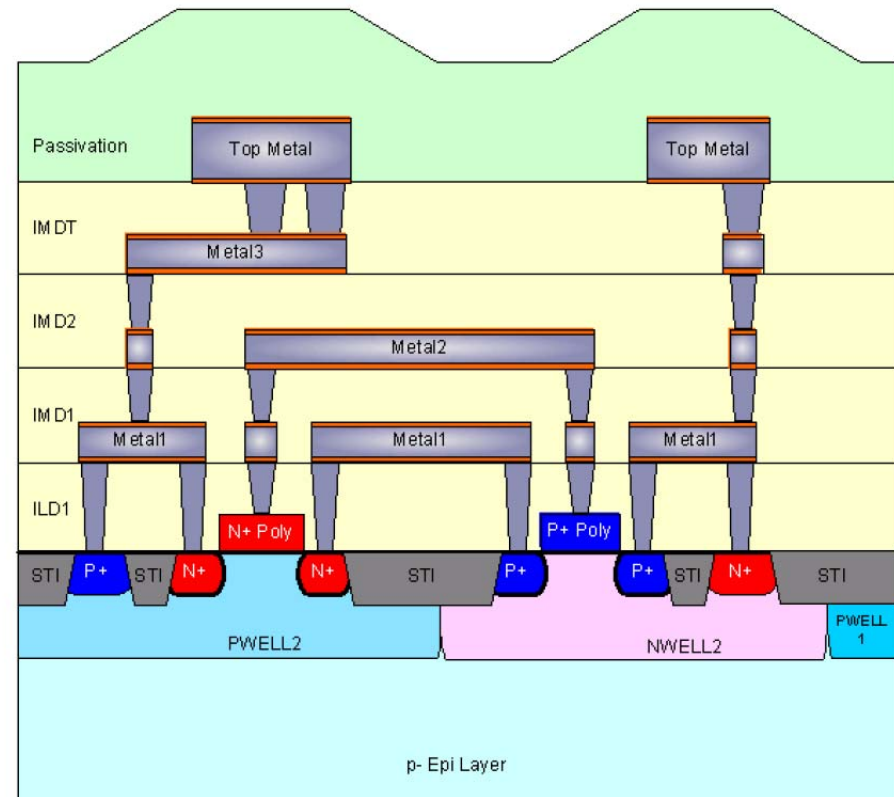 Passivation
Top Metal
Top Metal
IMDT
Metal3
IMD2
Metal2
IMD1
Metal1
Metal1
Metal1
ILD1
N+ Poly
P+ Poly
STI
P+
STI
N+
N+
STI
P+
P+
STI
N+
STI
PWELL2
NWELL2
PWELL
1
p- Epi Layer